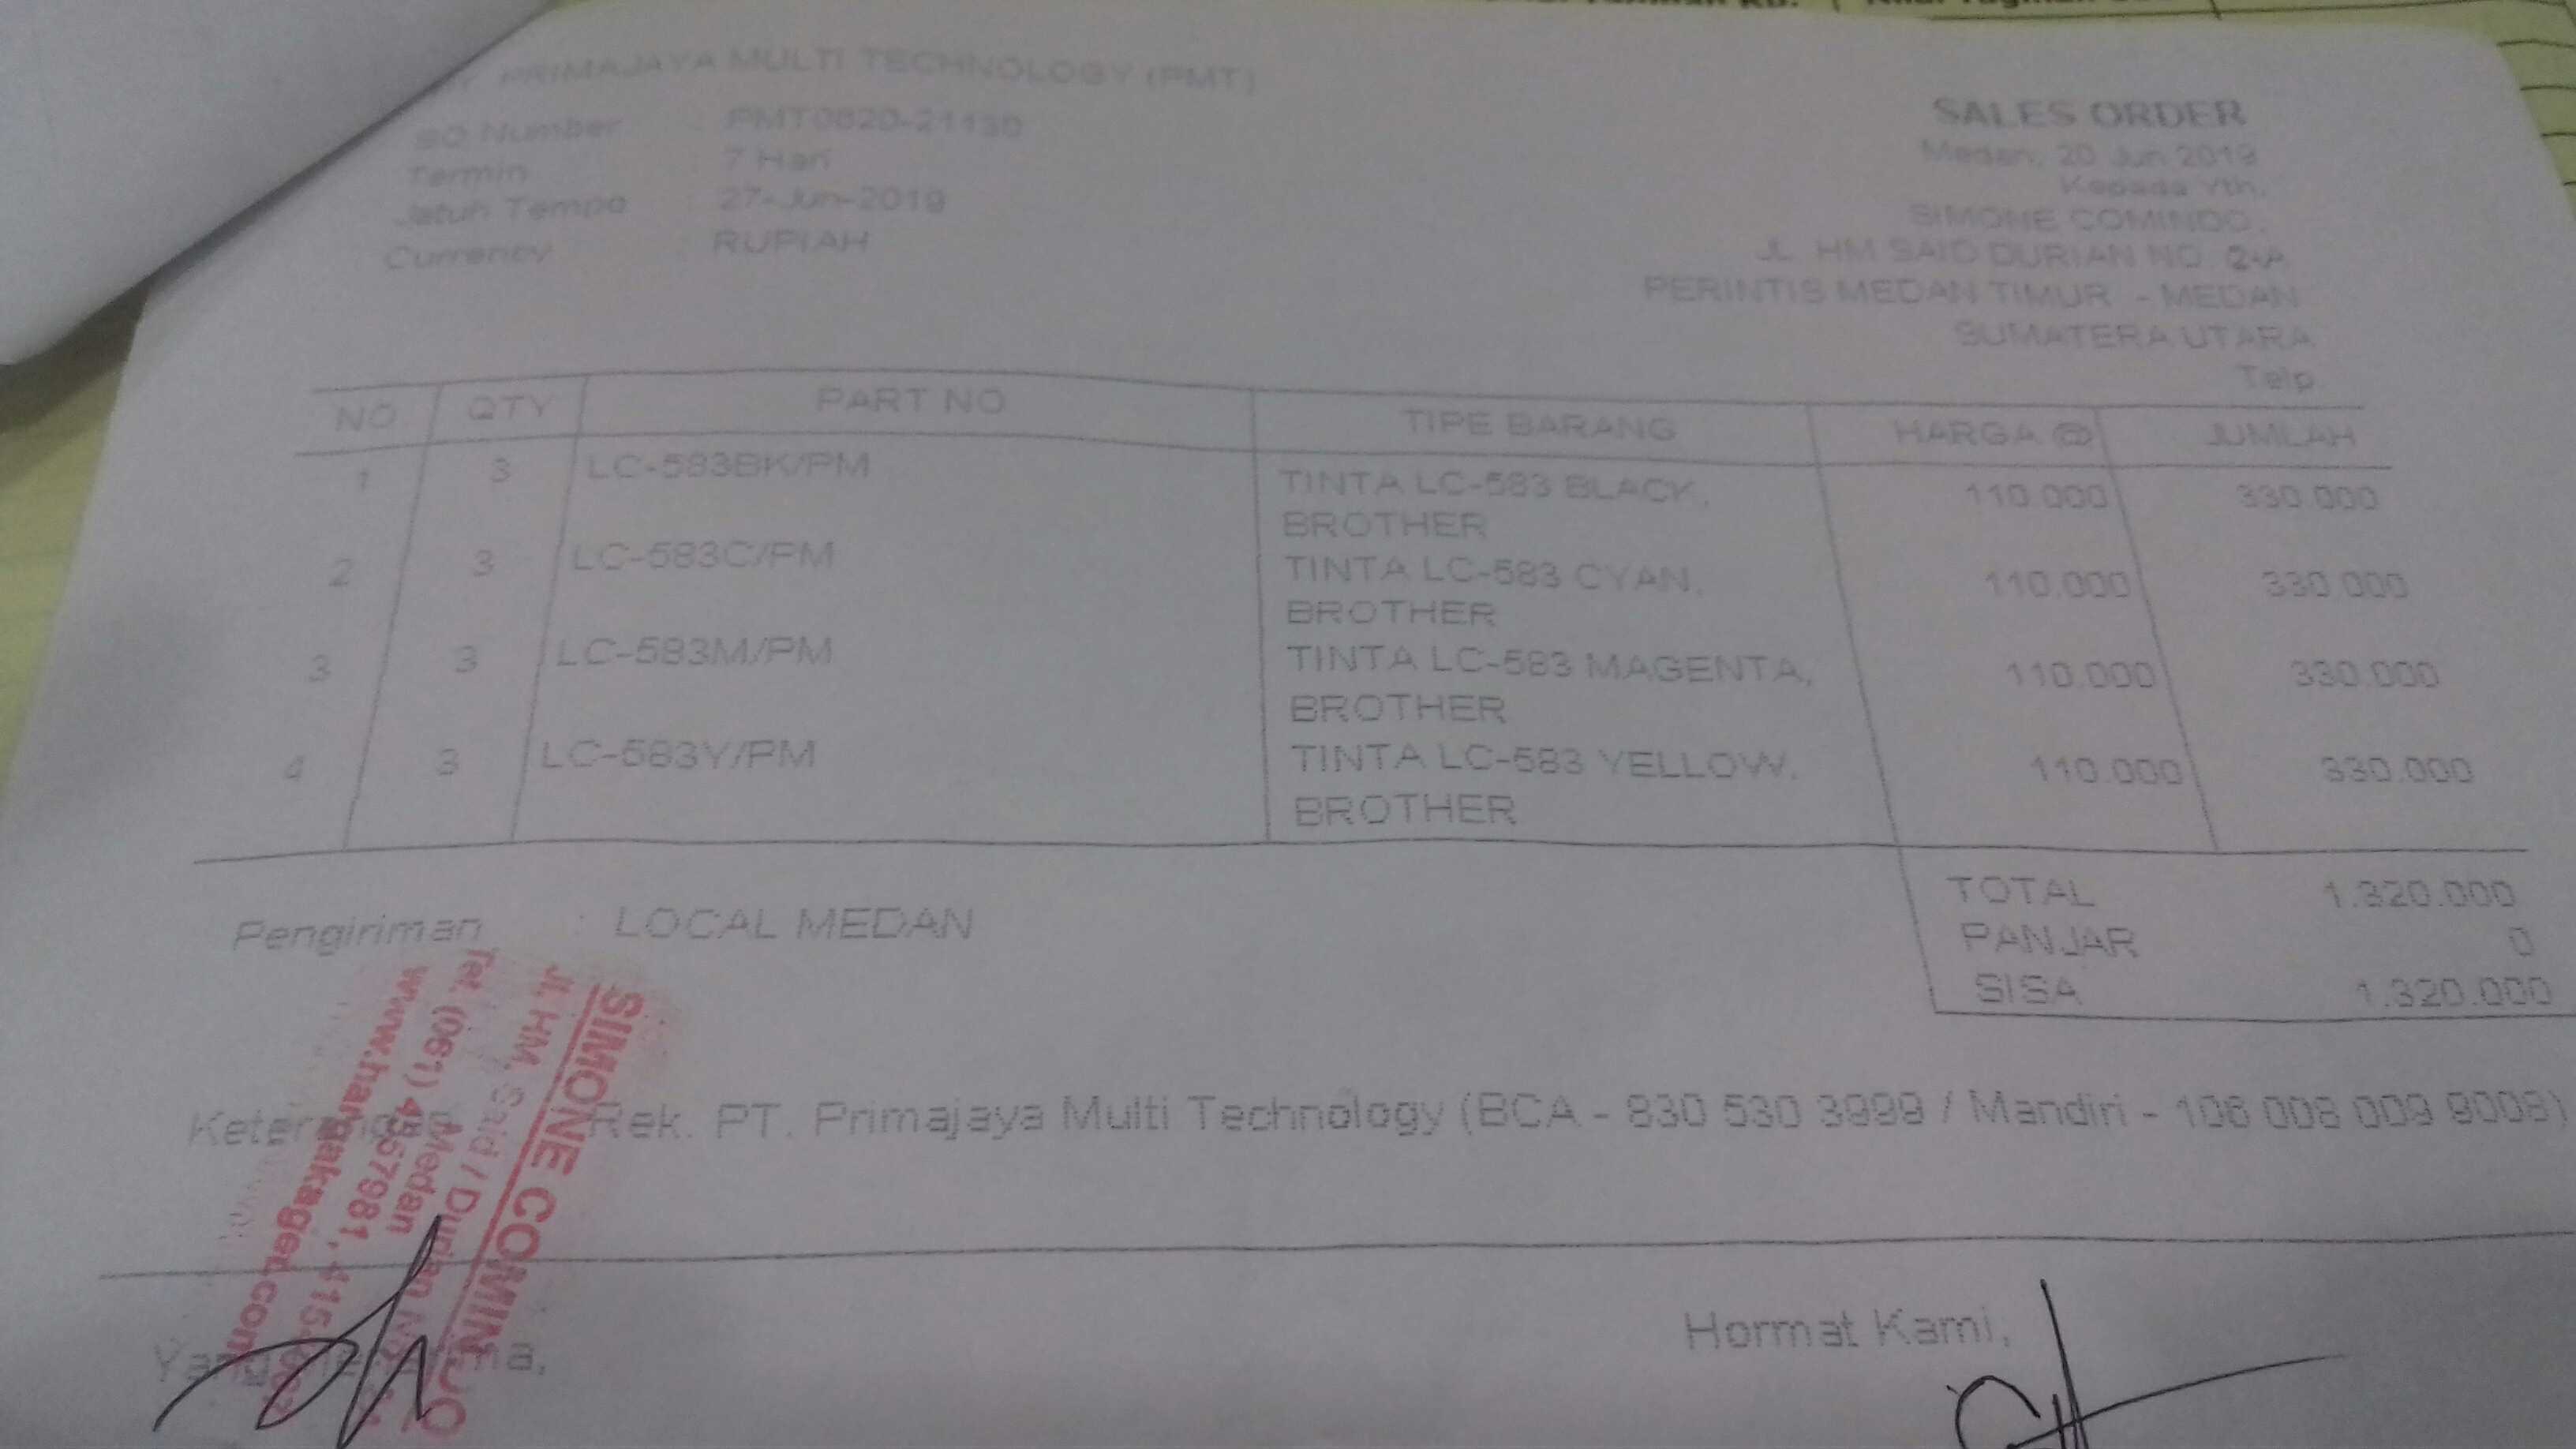 PRIMAJAYA MULTI TECHNOLOGY (PMT)
SO Number : PMT0620-21130
Termin : 7 Hari
Jatuh Tempo : 27-Jun-2019
Currency : RUPIAH
SALES ORDER
Medan, 20 Jun 2019
Kepada Yth,
SIMONE COMINDO.
JL. HM SAID DURIAN NO. 2-A
PERINTIS MEDAN TIMUR - MEDAN
SUMATERA UTARA
Telp
NO QTY PART NO TIPE BARANG HARGA @ JUMLAH
1 3 LC-583BK/PM TINTA LC-583 BLACK, 110.000 330.000
BROTHER
2 3 LC-583C/PM TINTA LC-583 CYAN, 110.000 330.000
BROTHER
3 3 LC-583M/PM TINTA LC-583 MAGENTA, 110.000 330.000
BROTHER
4 3 LC-583Y/PM TINTA LC-583 YELLOW, 110.000 330.000
BROTHER
TOTAL 1.320.000
PANJAR 0
SISA 1.320.000
Pengiriman : LOCAL MEDAN
Rek. PT. Primajaya Multi Technology (BCA - 830 530 3999 / Mandiri - 106 008 009 9008)
SIMONE COMINDO
Jl. HM. Said / Durian
Medan
Tel. (061) 4567981,
www.hargakaget.com
Hormat Kami,